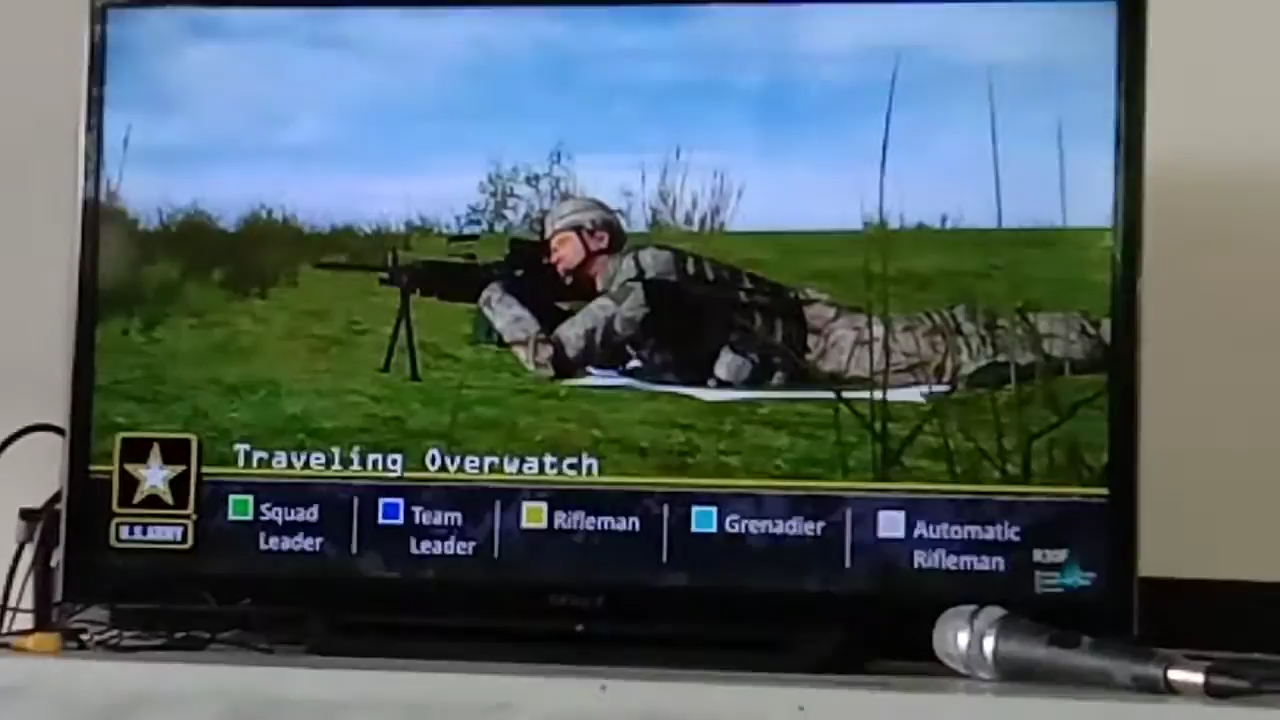 Traveling Overwatch
U.S. ARMY
Squad
Leader
Team
Leader
Rifleman
Grenadier
Automatic
Rifleman